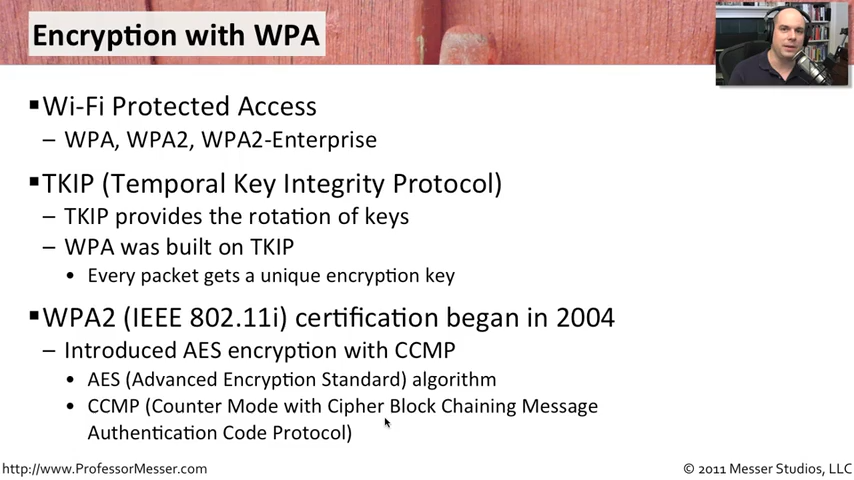 Encryption with WPA
▪Wi-Fi Protected Access
– WPA, WPA2, WPA2-Enterprise
▪TKIP (Temporal Key Integrity Protocol)
– TKIP provides the rotation of keys
– WPA was built on TKIP
• Every packet gets a unique encryption key
▪WPA2 (IEEE 802.11i) certification began in 2004
– Introduced AES encryption with CCMP
• AES (Advanced Encryption Standard) algorithm
• CCMP (Counter Mode with Cipher Block Chaining Message
Authentication Code Protocol)
http://www.ProfessorMesser.com
© 2011 Messer Studios, LLC